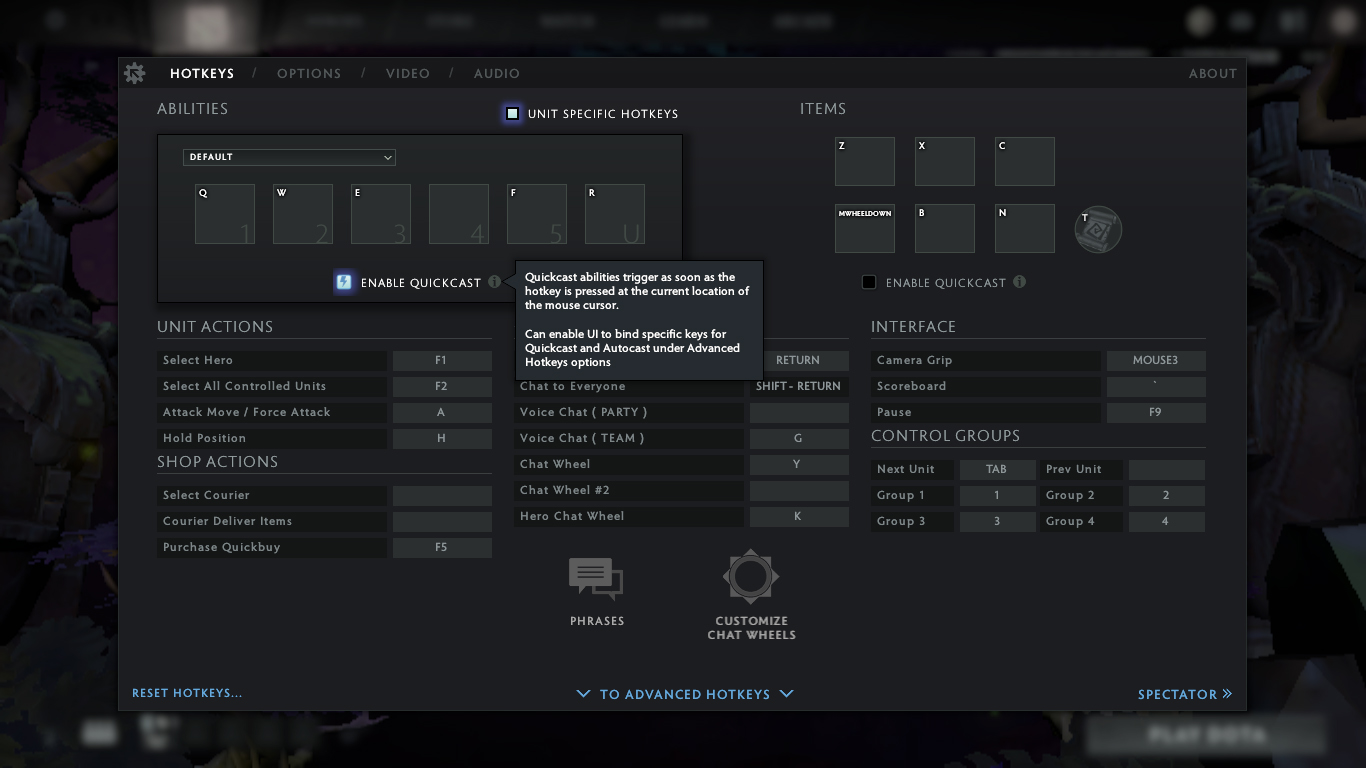 HOTKEYS / OPTIONS / VIDEO / AUDIO
ABOUT
ABILITIES
UNIT SPECIFIC HOTKEYS
DEFAULT
Q
W
E
F
R
1
2
3
4
5
U
ENABLE QUICKCAST
Quickcast abilities trigger as soon as the
hotkey is pressed at the current location of
the mouse cursor.
Can enable UI to bind specific keys for
Quickcast and Autocast under Advanced
Hotkeys options
ITEMS
Z
X
C
MWHEELDOWN
B
N
T
ENABLE QUICKCAST
UNIT ACTIONS
Select Hero F1
Select All Controlled Units F2
Attack Move / Force Attack A
Hold Position H
SHOP ACTIONS
Select Courier
Courier Deliver Items
Purchase Quickbuy F5
RETURN
Chat to Everyone SHIFT - RETURN
Voice Chat ( PARTY )
Voice Chat ( TEAM ) G
Chat Wheel Y
Chat Wheel #2
Hero Chat Wheel K
PHRASES
CUSTOMIZE
CHAT WHEELS
INTERFACE
Camera Grip MOUSE3
Scoreboard `
Pause F9
CONTROL GROUPS
Next Unit TAB Prev Unit
Group 1 1 Group 2 2
Group 3 3 Group 4 4
RESET HOTKEYS...
TO ADVANCED HOTKEYS
SPECTATOR
PLAY DOTA